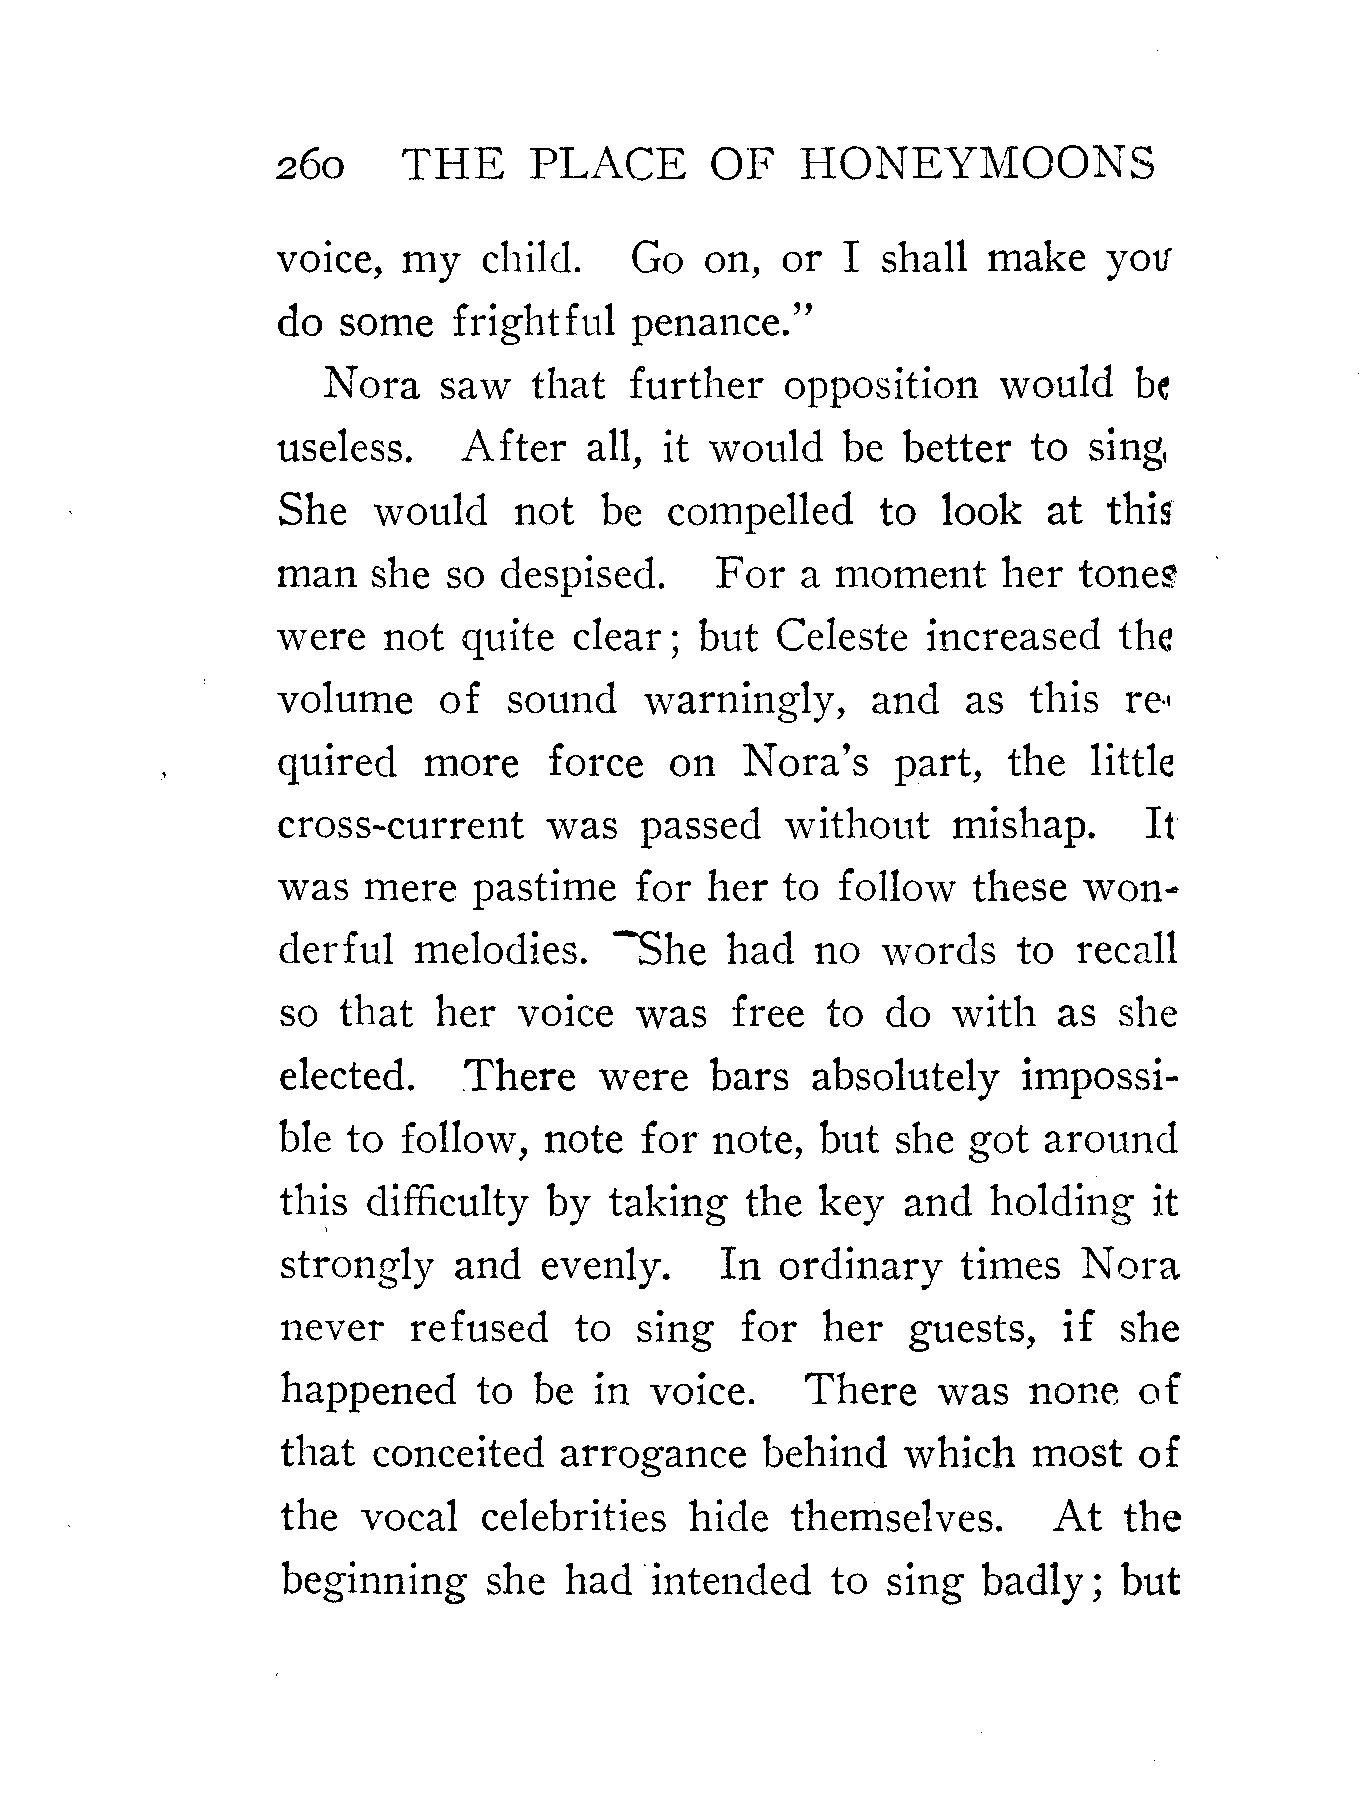 260 THE PLACE OF HONEYMOONS
voice, my child. Go on, or I shall make you
do some frightful penance."
Nora saw that further opposition would be
useless. After all, it would be better to sing.
She would not be compelled to look at this
man she so despised. For a moment her tones
were not quite clear; but Celeste increased the
volume of sound warningly, and as this re-
quired more force on Nora's part, the little
cross-current was passed without mishap. It
was mere pastime for her to follow these won-
derful melodies. She had no words to recall
so that her voice was free to do with as she
elected. There were bars absolutely impossi-
ble to follow, note for note, but she got around
this difficulty by taking the key and holding it
strongly and evenly. In ordinary times Nora
never refused to sing for her guests, if she
happened to be in voice. There was none of
that conceited arrogance behind which most of
the vocal celebrities hide themselves. At the
beginning she had intended to sing badly; but